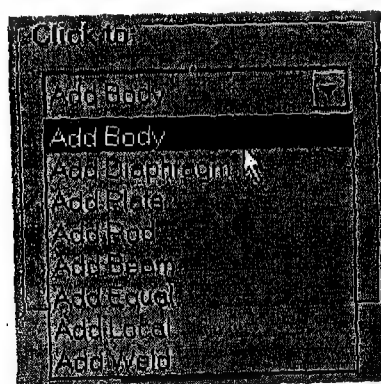 Click to
Add Body
Add Body
Add Diaphragm
Add Plate
Add Rod
Add Beam
Add Equal
Add Local
Add Weld